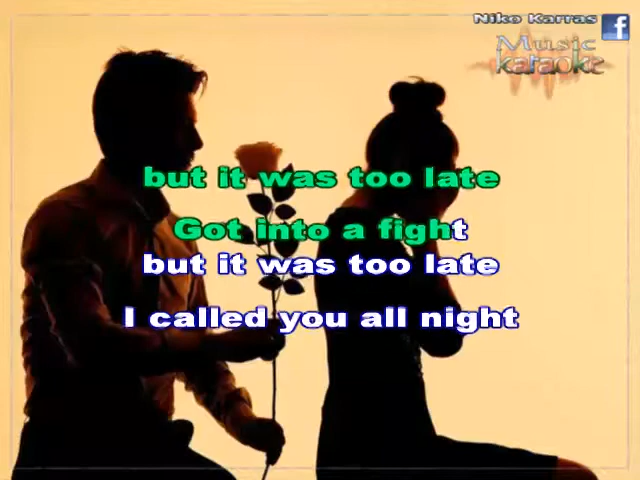 Niko Karras f
Music
karaoke
but it was too late
Got into a fight
but it was too late
I called you all night